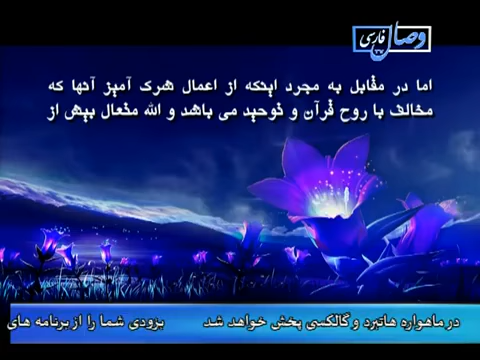 وصال فارسی
TV
اما در مقابل به مجرد اینکه از اعمال شرک آمیز آنها که
مخالف با روح قرآن و توحید می باشد و الله متعال بیش از
در ماهواره هاتبرد و گالکسی پخش خواهد شد بزودی شما را از برنامه های